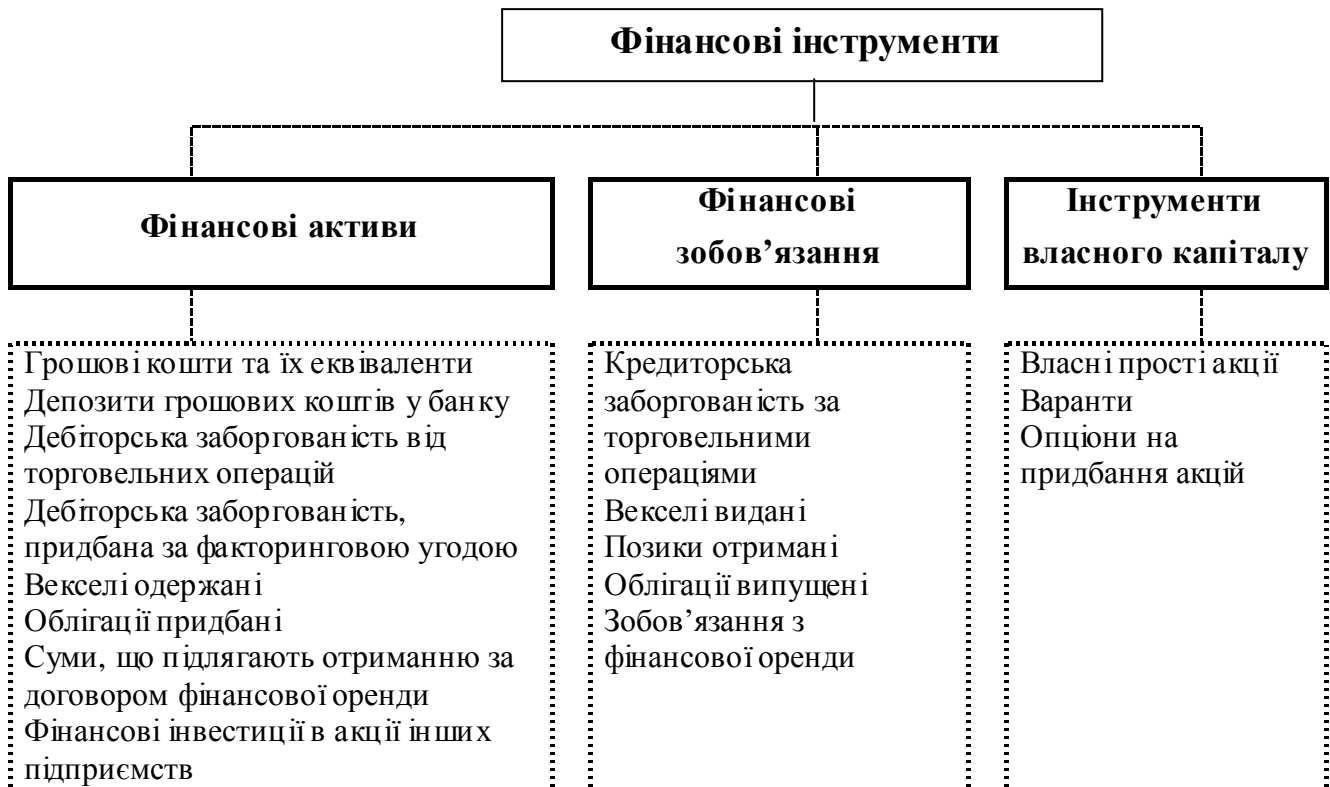 Фінансові інструменти
Фінансові активи
Фінансові
зобов’язання
Інструменти
власного капіталу
Грошові кошти та їх еквіваленти
Депозити грошових коштів у банку
Дебіторська заборгованість від
торговельних операцій
Дебіторська заборгованість,
придбана за факторинговою угодою
Векселі одержані
Облігації придбані
Суми, що підлягають отриманню за
договором фінансової оренди
Фінансові інвестиції в акції інших
підприємств
Кредиторська
заборгованість за
торговельними
операціями
Векселі видані
Позики отримані
Облігації випущені
Зобов’язання з
фінансової оренди
Власні прості акції
Варанти
Опціони на
придбання акцій